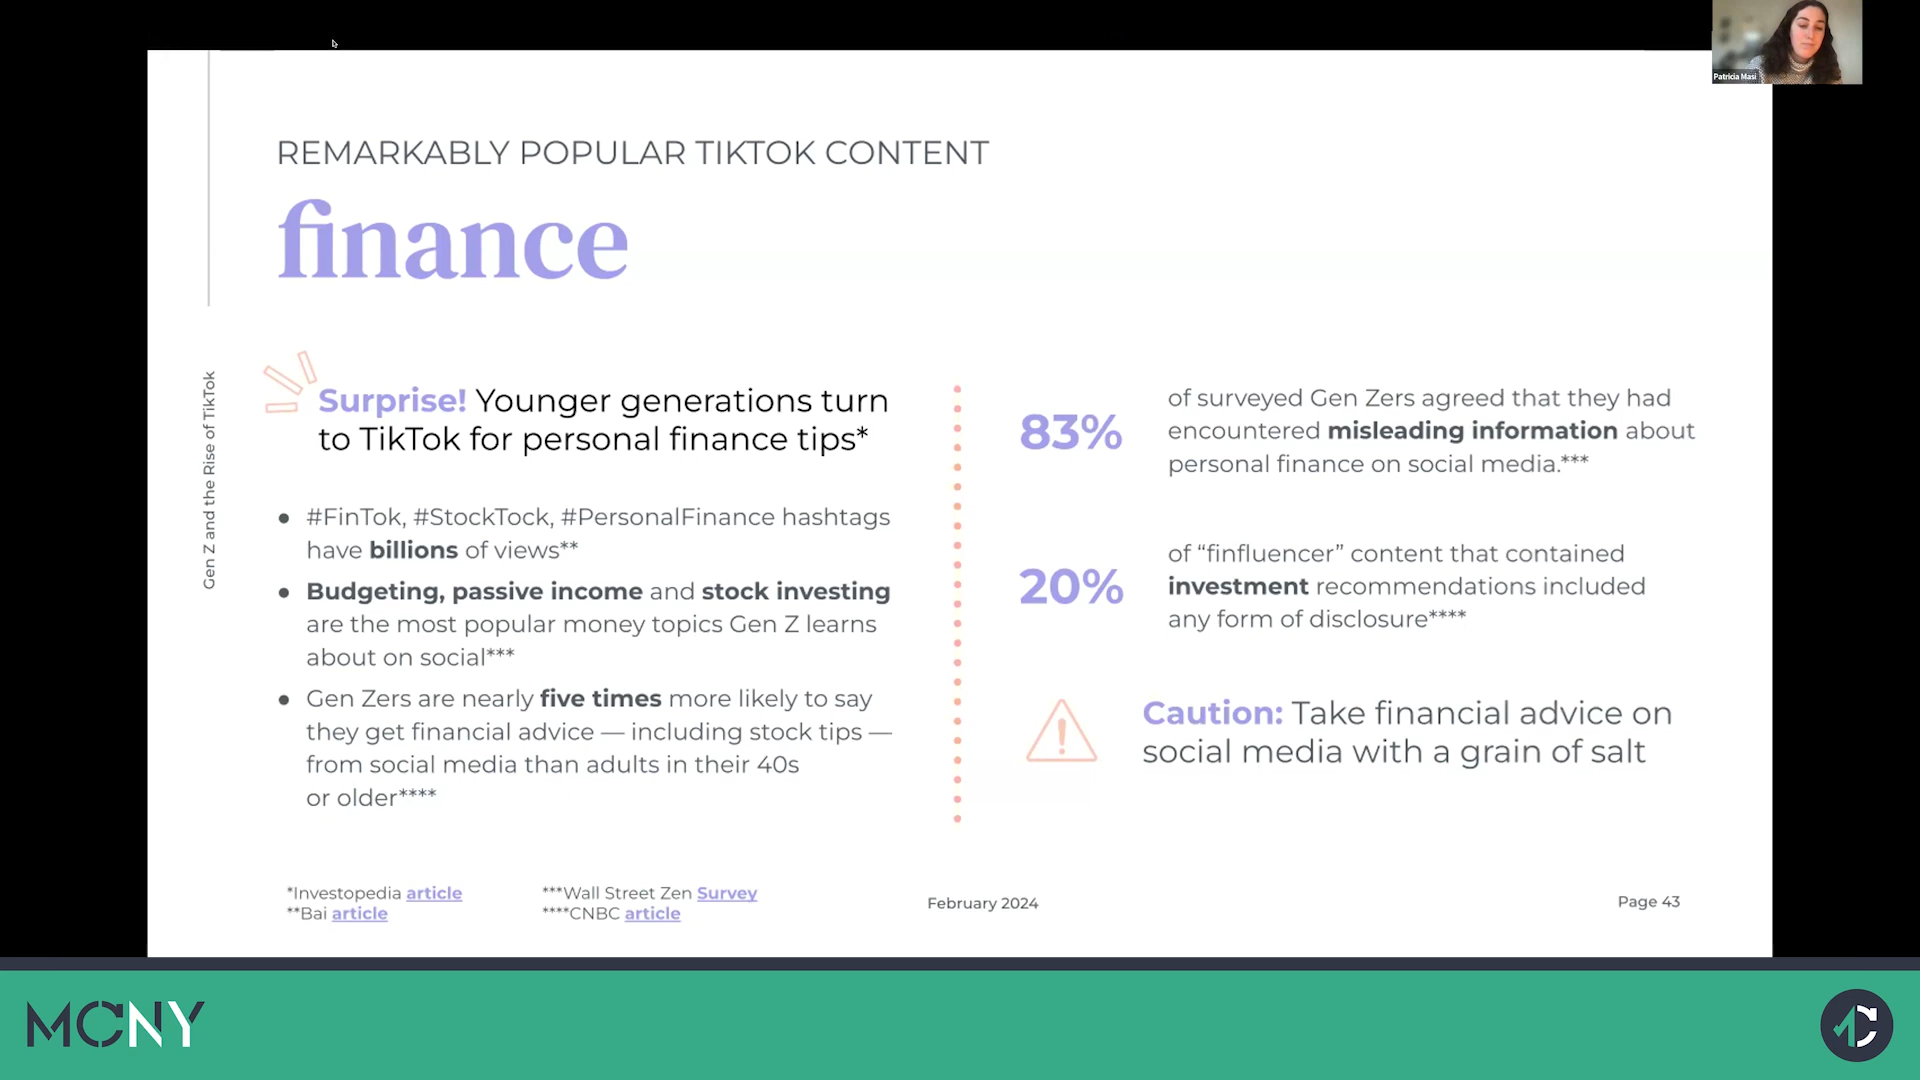 Patricia Masi
REMARKABLY POPULAR TIKTOK CONTENT
finance
Gen Z and the Rise of TikTok
Surprise! Younger generations turn
to TikTok for personal finance tips*
● #FinTok, #StockTock, #PersonalFinance hashtags
have billions of views**
● Budgeting, passive income and stock investing
are the most popular money topics Gen Z learns
about on social***
● Gen Zers are nearly five times more likely to say
they get financial advice — including stock tips —
from social media than adults in their 40s
or older****
83%
of surveyed Gen Zers agreed that they had
encountered misleading information about
personal finance on social media.***
20%
of “finfluencer” content that contained
investment recommendations included
any form of disclosure****
Caution: Take financial advice on
social media with a grain of salt
*Investopedia article
**Bai article
***Wall Street Zen Survey
****CNBC article
February 2024
Page 43
MCNY